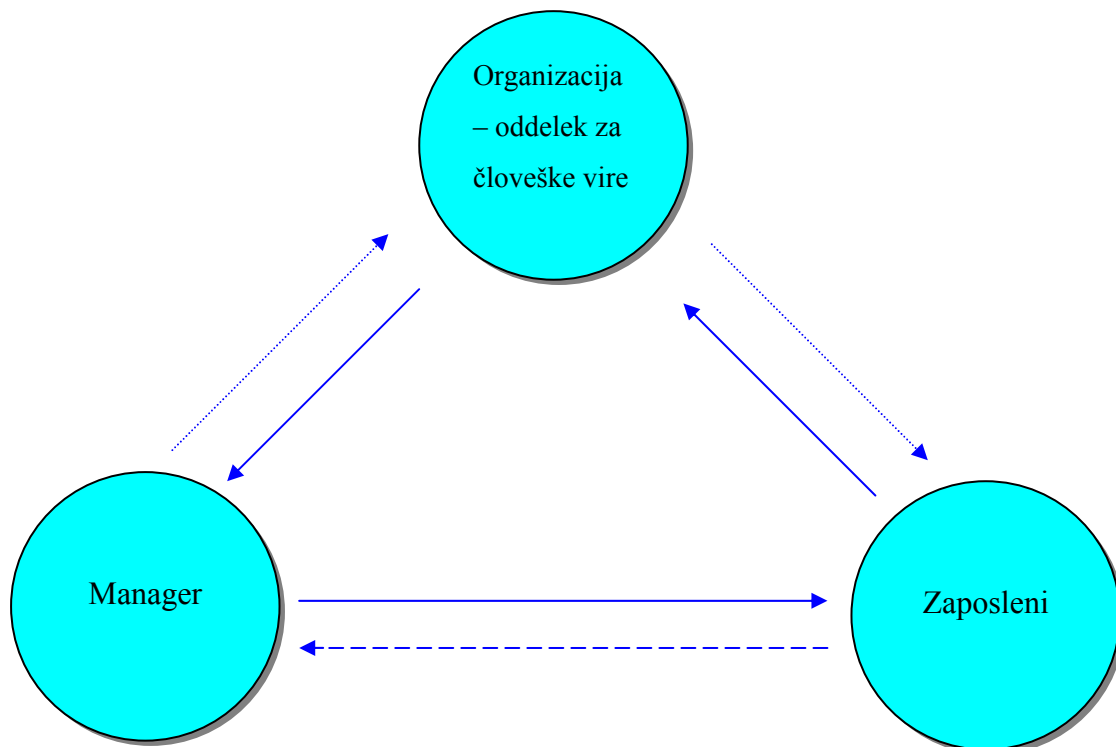 Organizacija
– oddelek za
človeške vire
Manager
Zaposleni